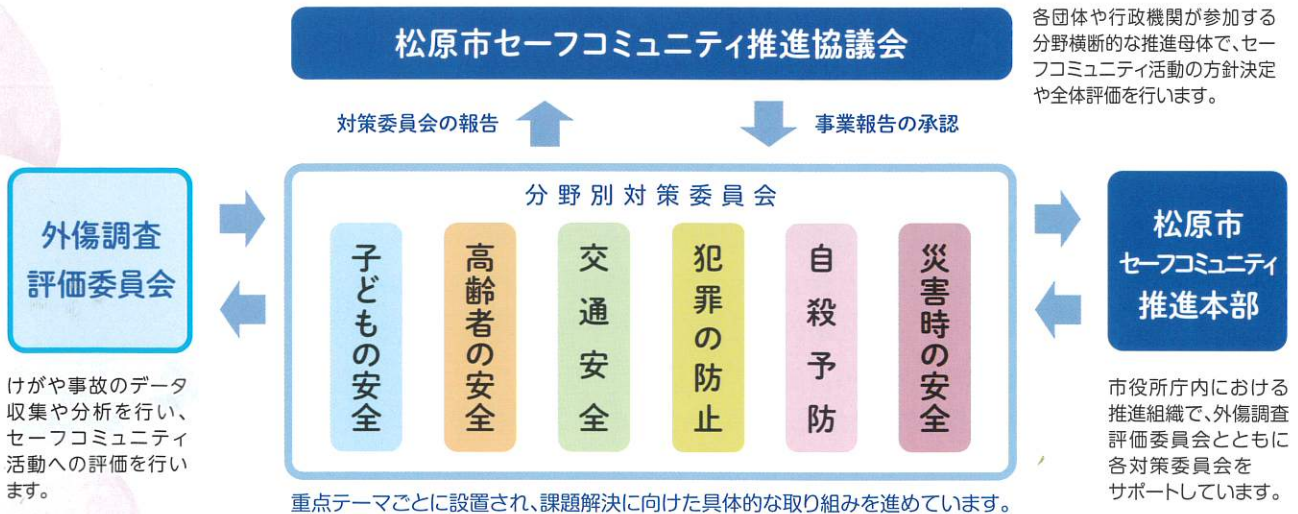 松原市セーフコミュニティ推進協議会
各団体や行政機関が参加する
分野横断的な推進母体で、セー
フコミュニティ活動の方針決定
や全体評価を行います。
対策委員会の報告
事業報告の承認
外傷調査
評価委員会
けがや事故のデータ
収集や分析を行い、
セーフコミュニティ
活動への評価を行い
ます。
分野別対策委員会
子どもの安全
高齢者の安全
交通安全
犯罪の防止
自殺予防
災害時の安全
重点テーマごとに設置され、課題解決に向けた具体的な取り組みを進めています。
松原市
セーフコミュニティ
推進本部
市役所庁内における
推進組織で、外傷調査
評価委員会とともに
各対策委員会を
サポートしています。